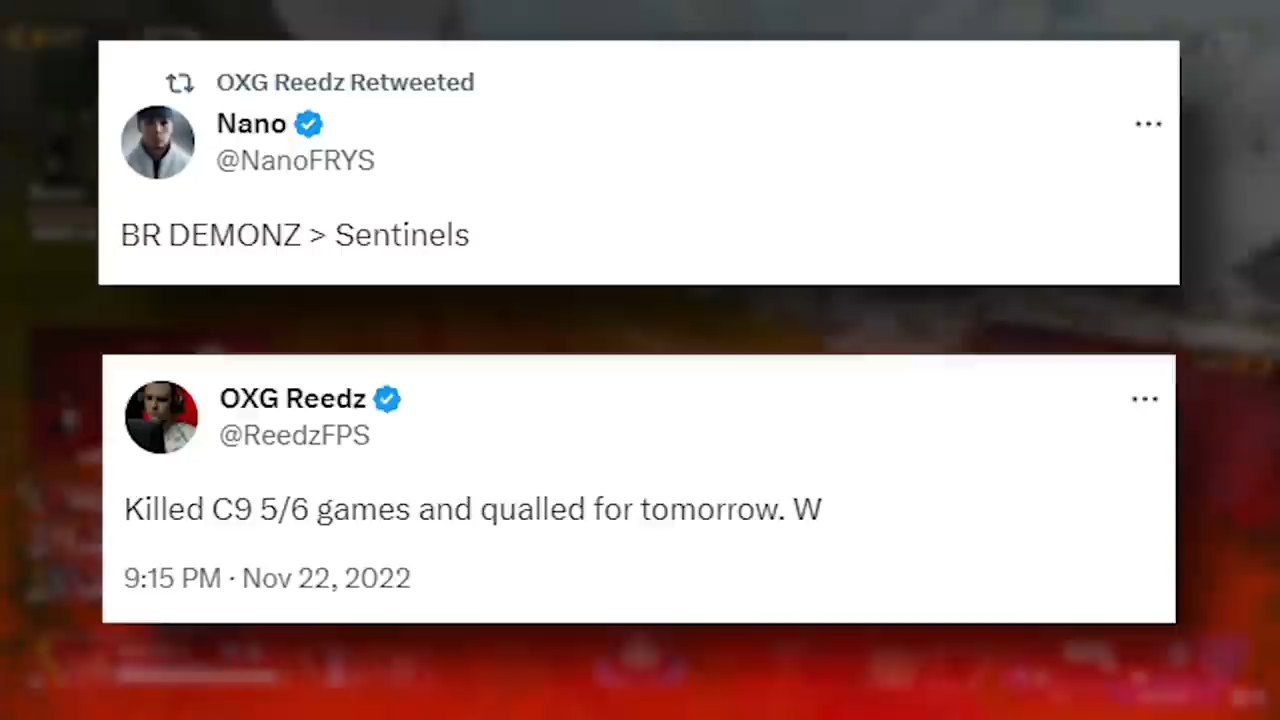 OXG Reedz Retweeted
Nano
@NanoFRYS
BR DEMONZ > Sentinels
OXG Reedz
@ReedzFPS
Killed C9 5/6 games and qualled for tomorrow. W
9:15 PM · Nov 22, 2022